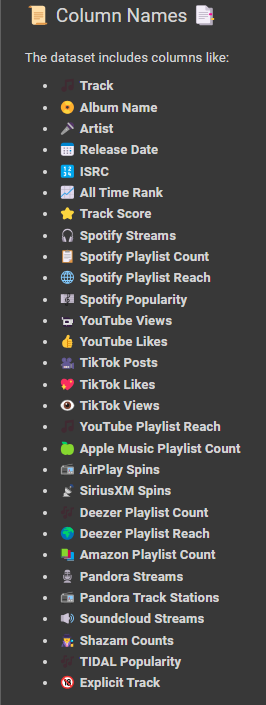 📜 Column Names 📑
The dataset includes columns like:
• 🎵 Track
• 📀 Album Name
• 🎤 Artist
• 📅 Release Date
• 🔢 ISRC
• 📈 All Time Rank
• ⭐ Track Score
• 🎧 Spotify Streams
• 📋 Spotify Playlist Count
• 🌐 Spotify Playlist Reach
• 🎼 Spotify Popularity
• 📹 YouTube Views
• 👍 YouTube Likes
• 🎥 TikTok Posts
• 💖 TikTok Likes
• 👁️ TikTok Views
• 🎵 YouTube Playlist Reach
• 🍏 Apple Music Playlist Count
• 📻 AirPlay Spins
• 📡 SiriusXM Spins
• 🎶 Deezer Playlist Count
• 🌍 Deezer Playlist Reach
• 📚 Amazon Playlist Count
• 🎙️ Pandora Streams
• 📻 Pandora Track Stations
• 🔊 Soundcloud Streams
• 🙋‍♀️ Shazam Counts
• 🎶 TIDAL Popularity
• 🔞 Explicit Track